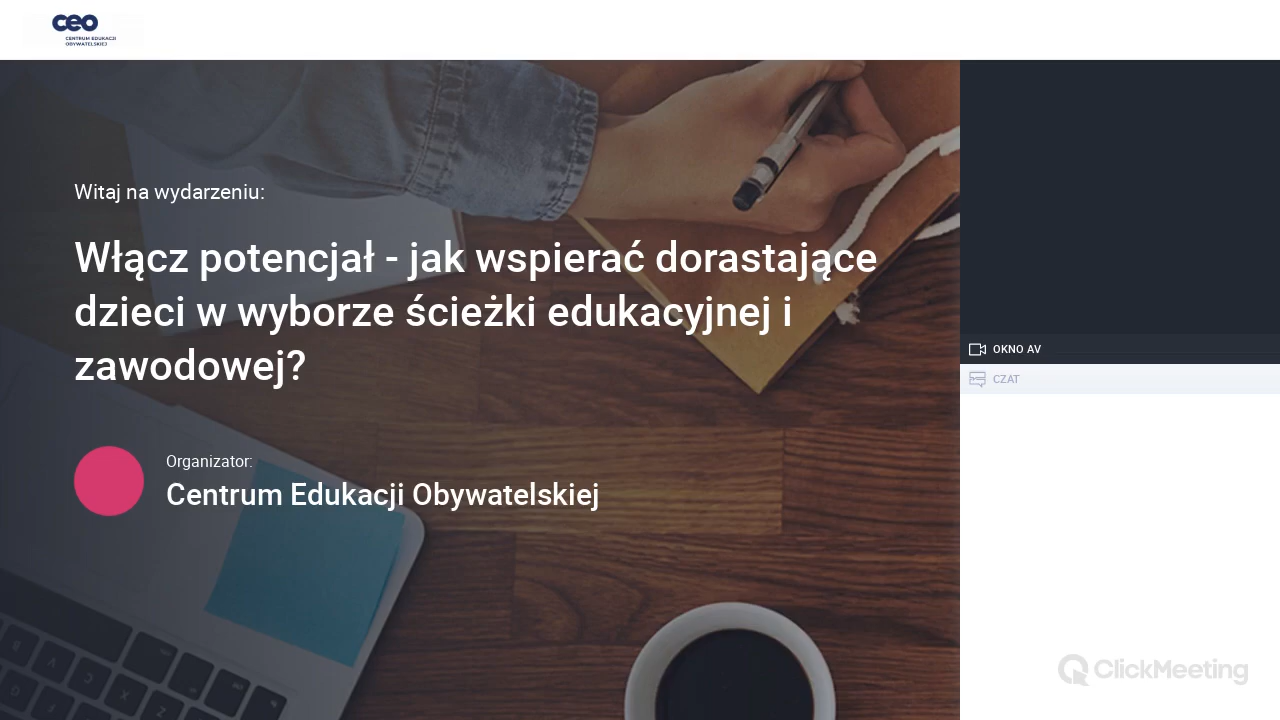 ceo
CENTRUM EDUKACJI
OBYWATELSKIEJ
Witaj na wydarzeniu:
Włącz potencjał - jak wspierać dorastające
dzieci w wyborze ścieżki edukacyjnej i
zawodowej?
Organizator:
Centrum Edukacji Obywatelskiej
OKNO AV
CZAT
ClickMeeting